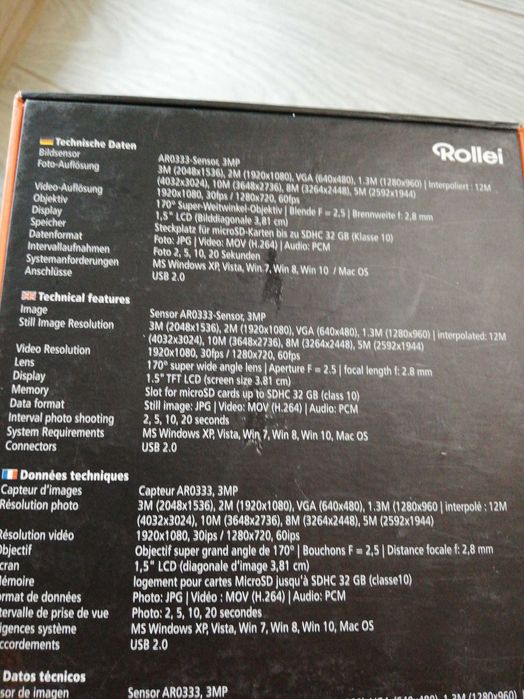 Rollei
Technische Daten
Bildsensor AR0333-Sensor, 3MP
Foto-Auflösung 3M (2048x1536), 2M (1920x1080), VGA (640x480), 1.3M (1280x960) | Interpoliert : 12M
(4032x3024), 10M (3648x2736), 8M (3264x2448), 5M (2592x1944)
Video-Auflösung 1920x1080, 30fps / 1280x720, 60fps
Objektiv 170° Super-Weitwinkel-Objektiv | Blende F = 2,5 | Brennweite f: 2,8 mm
Display 1,5" LCD (Bilddiagonale 3,81 cm)
Speicher Steckplatz für microSD-Karten bis zu SDHC 32 GB (Klasse 10)
Datenformat Foto: JPG | Video: MOV (H.264) | Audio: PCM
Intervallaufnahmen Foto 2, 5, 10, 20 Sekunden
Systemanforderungen MS Windows XP, Vista, Win 7, Win 8, Win 10 / Mac OS
Anschlüsse USB 2.0
Technical features
Image Sensor AR0333-Sensor, 3MP
Still Image Resolution 3M (2048x1536), 2M (1920x1080), VGA (640x480), 1.3M (1280x960) | interpolated: 12M
(4032x3024), 10M (3648x2736), 8M (3264x2448), 5M (2592x1944)
Video Resolution 1920x1080, 30fps / 1280x720, 60fps
Lens 170° super wide angle lens | Aperture F = 2.5 | focal length f: 2.8 mm
Display 1.5" TFT LCD (screen size 3.81 cm)
Memory Slot for microSD cards up to SDHC 32 GB (class 10)
Data format Still image: JPG | Video: MOV (H.264) | Audio: PCM
Interval photo shooting 2, 5, 10, 20 seconds
System Requirements MS Windows XP, Vista, Win 7, Win 8, Win 10, Mac OS
Connectors USB 2.0
Données techniques
Capteur d'images Capteur AR0333, 3MP
Résolution photo 3M (2048x1536), 2M (1920x1080), VGA (640x480), 1.3M (1280x960 | interpolé : 12M
(4032x3024), 10M (3648x2736), 8M (3264x2448), 5M (2592x1944)
Résolution vidéo 1920x1080, 30ips / 1280x720, 60ips
Objectif Objectif super grand angle de 170° | Bouchons F = 2,5 | Distance focale f: 2,8 mm
cran 1,5" LCD (diagonale d'image 3,81 cm)
émoire logement pour cartes MicroSD jusqu'à SDHC 32 GB (classe10)
ormat de données Photo: JPG | Vidéo : MOV (H.264) | Audio: PCM
tervalle de prise de vue Photo: 2, 5, 10, 20 secondes
igences système MS Windows XP, Vista, Win 7, Win 8, Win 10, Mac OS
accordements USB 2.0
Datos técnicos
sor de imagen Sensor AR0333, 3MP